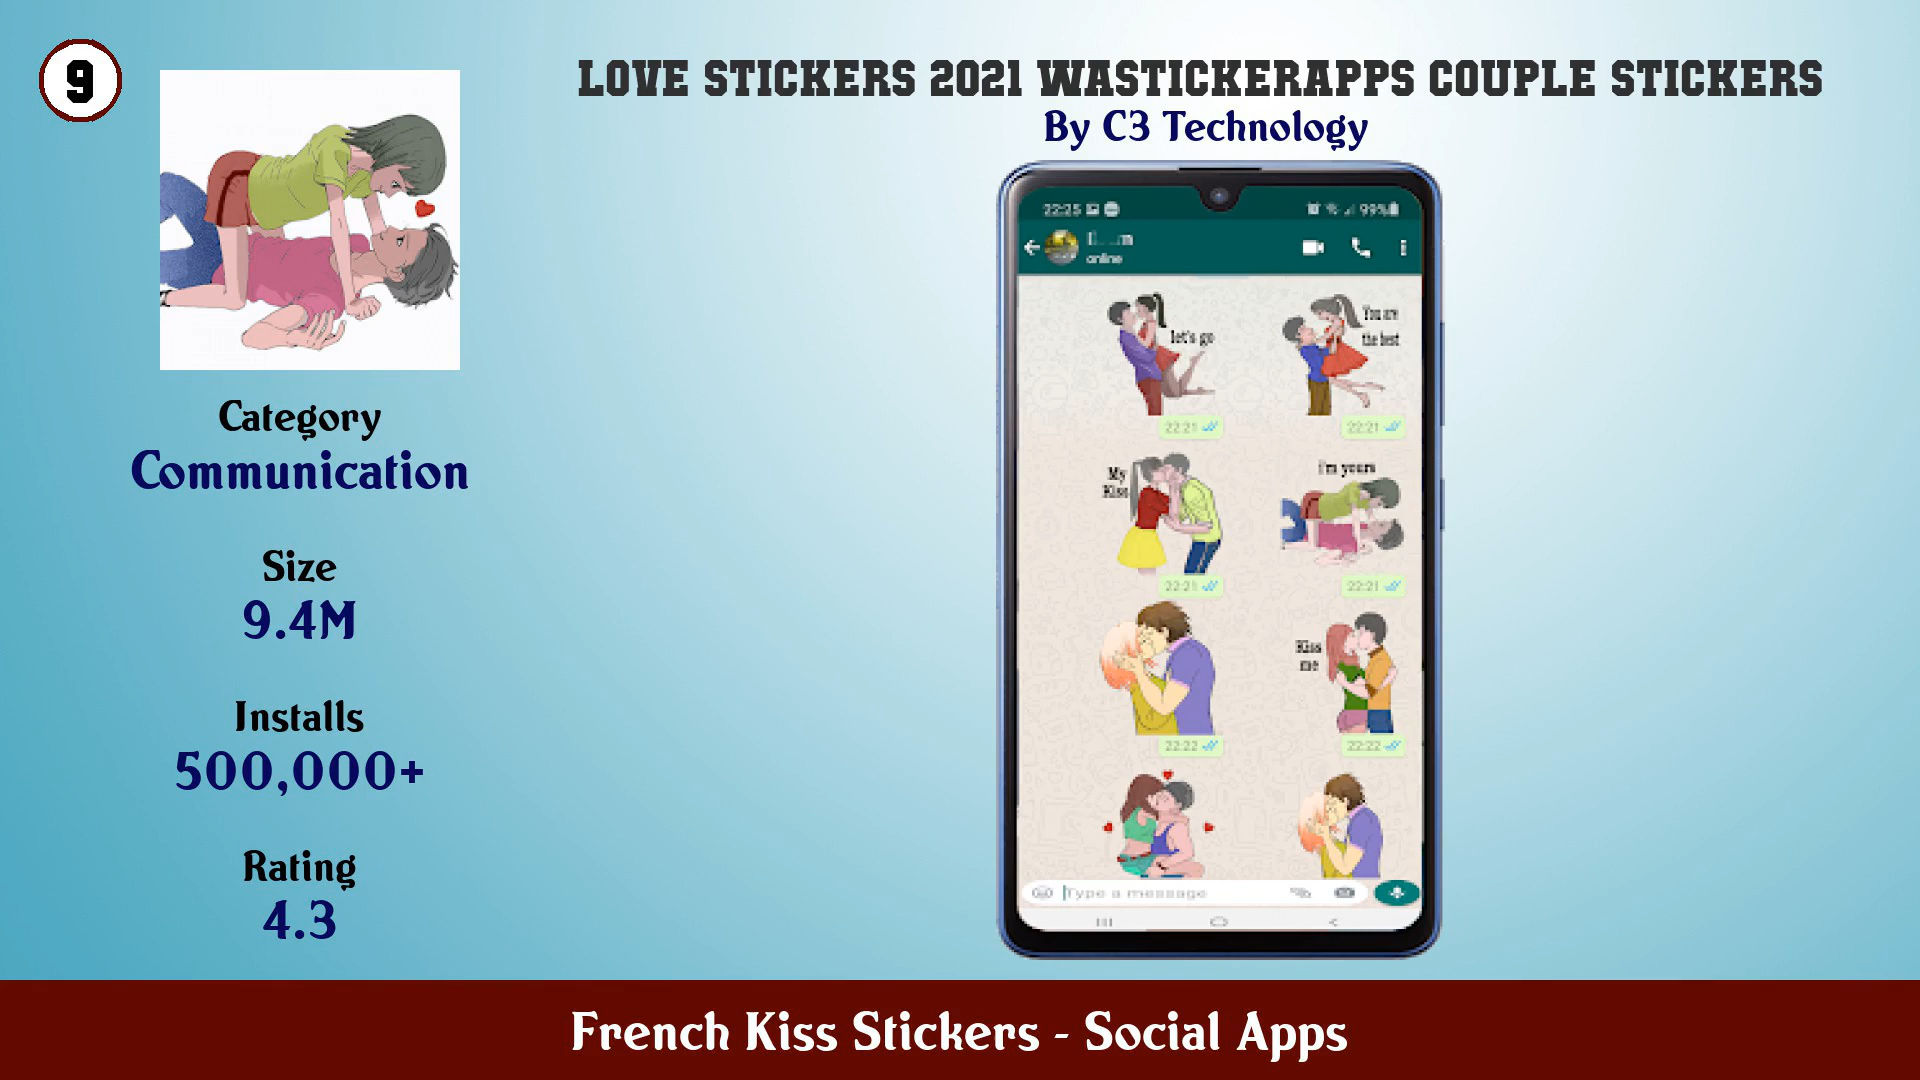 9
LOVE STICKERS 2021 WASTICKERAPPS COUPLE STICKERS
By C3 Technology
Category
Communication
Size
9.4M
Installs
500,000+
Rating
4.3
22:25
99%
online
let's go
You are
the best
22:21
22:21
My
Kiss
i'm yours
22:21
22:21
Kiss
me
22:22
22:22
Type a message
French Kiss Stickers - Social Apps